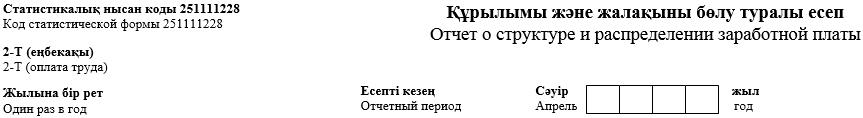 Статистикалық нысан коды 251111228
Код статистической формы 251111228
Құрылымы және жалақыны бөлу туралы есеп
Отчет о структуре и распределении заработной платы
2-Т (еңбекақы)
2-Т (оплата труда)
Жылына бір рет
Один раз в год
Есепті кезең
Отчетный период
Сәуір
Апрель
жыл
год